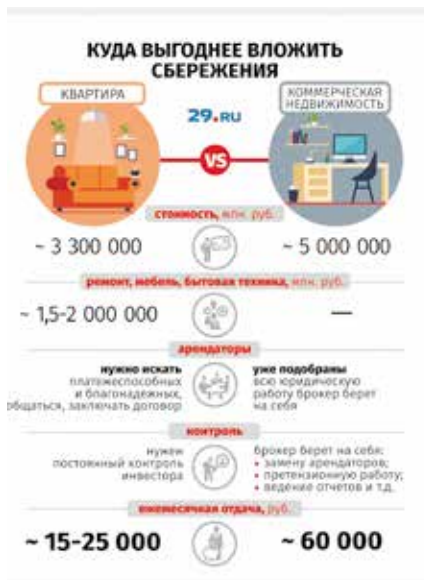 КУДА ВЫГОДНЕЕ ВЛОЖИТЬ
СБЕРЕЖЕНИЯ
КВАРТИРА
КОММЕРЧЕСКАЯ
НЕДВИЖИМОСТЬ
29.RU
VS
стоимость, млн. руб.
~ 3 300 000
~ 5 000 000
ремонт, мебель, бытовая техника, млн. руб.
~ 1,5-2 000 000
—
арендаторы
нужно искать
платежеспособных
и благонадежных,
общаться, заключать договор
уже подобраны
всю юридическую
работу брокер берет
на себя
контроль
нужен
постоянный контроль
инвестора
брокер берет на себя:
• замену арендаторов;
• претензионную работу;
• ведение отчетов и т.д.
ежемесячная отдача, руб.
~ 15-25 000
~ 60 000